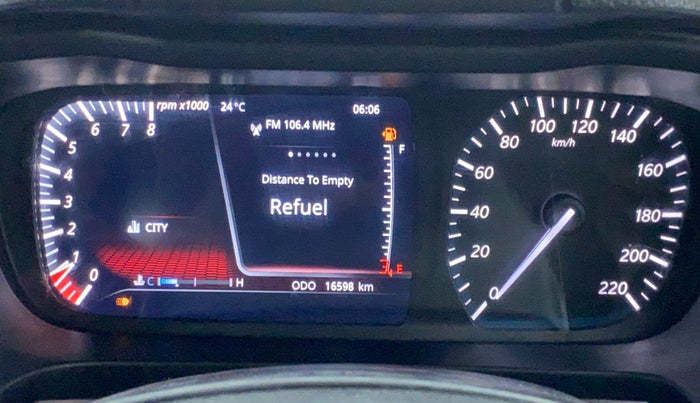 rpm x1000 24°C 06:06
FM 106.4 MHz
Distance To Empty
Refuel
CITY
ODO 16598 km
C H
F
E
0 1 2 3 4 5 6 7 8
0 20 40 60 80 100 120 140 160 180 200 220
km/h